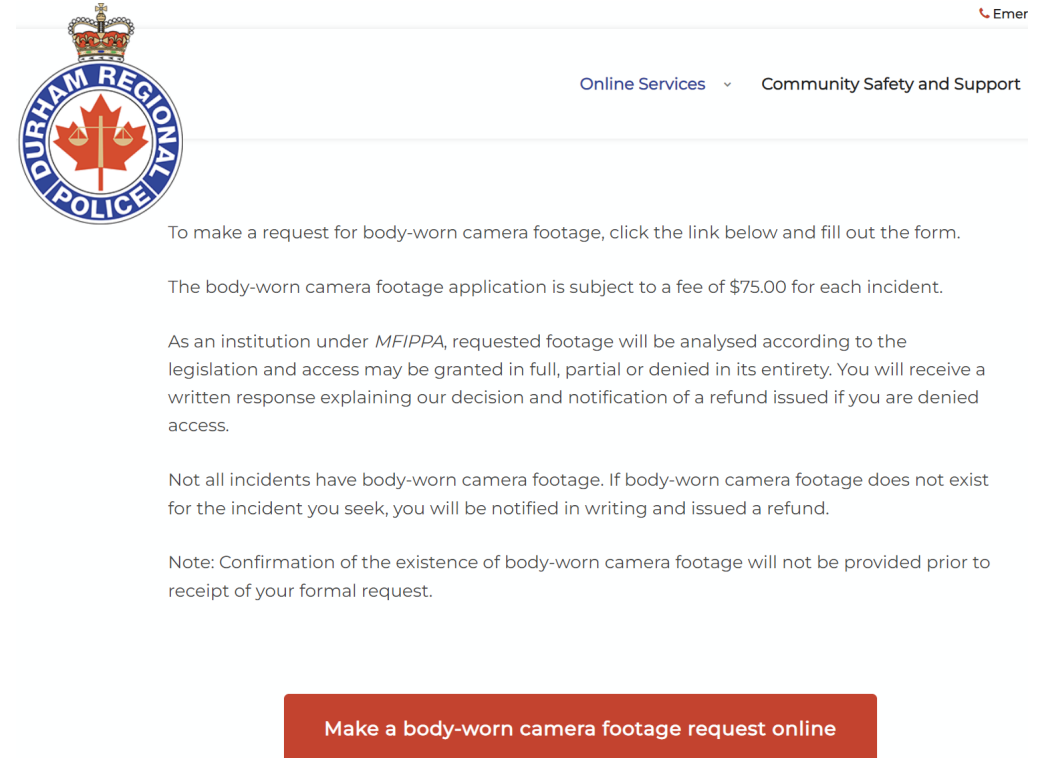 Emer
DURHAM REGIONAL
POLICE
Online Services
Community Safety and Support
To make a request for body-worn camera footage, click the link below and fill out the form.
The body-worn camera footage application is subject to a fee of $75.00 for each incident.
As an institution under MFIPPA, requested footage will be analysed according to the
legislation and access may be granted in full, partial or denied in its entirety. You will receive a
written response explaining our decision and notification of a refund issued if you are denied
access.
Not all incidents have body-worn camera footage. If body-worn camera footage does not exist
for the incident you seek, you will be notified in writing and issued a refund.
Note: Confirmation of the existence of body-worn camera footage will not be provided prior to
receipt of your formal request.
Make a body-worn camera footage request online